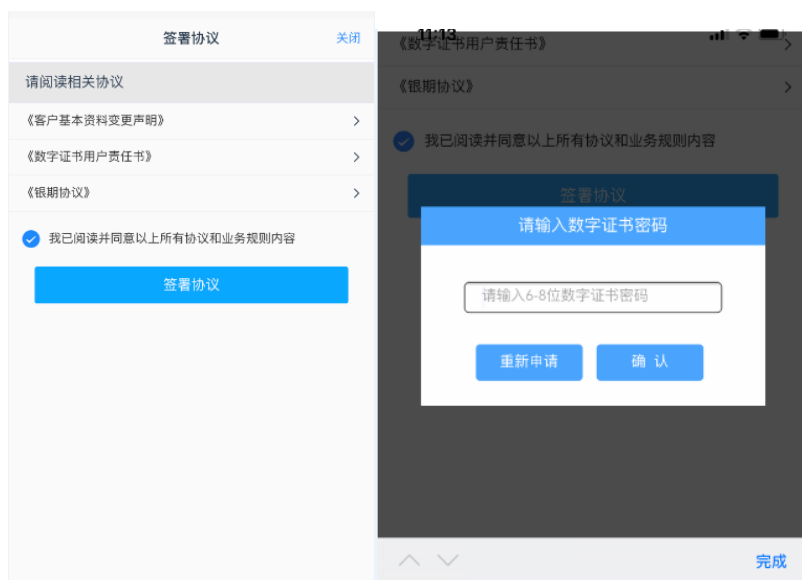 签署协议
关闭
请阅读相关协议
《客户基本资料变更声明》
《数字证书用户责任书》
《银期协议》
我已阅读并同意以上所有协议和业务规则内容
签署协议
11:13
《数字证书用户责任书》
《银期协议》
我已阅读并同意以上所有协议和业务规则内容
签署协议
请输入数字证书密码
请输入6-8位数字证书密码
重新申请
确 认
完成